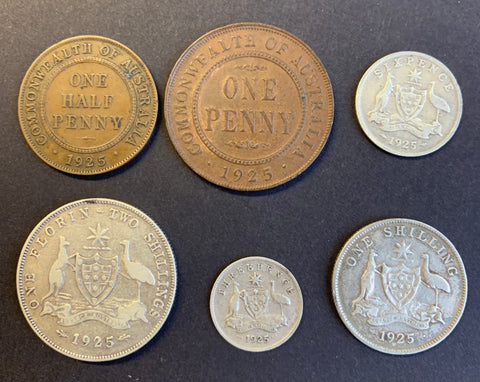 COMMONWEALTH OF AUSTRALIA
ONE
HALF
PENNY
1925
COMMONWEALTH OF AUSTRALIA
ONE
PENNY
1925
SIXPENCE
1925
ONE FLORIN - TWO SHILLINGS
1925
THREEPENCE
1925
ONE SHILLING
1925